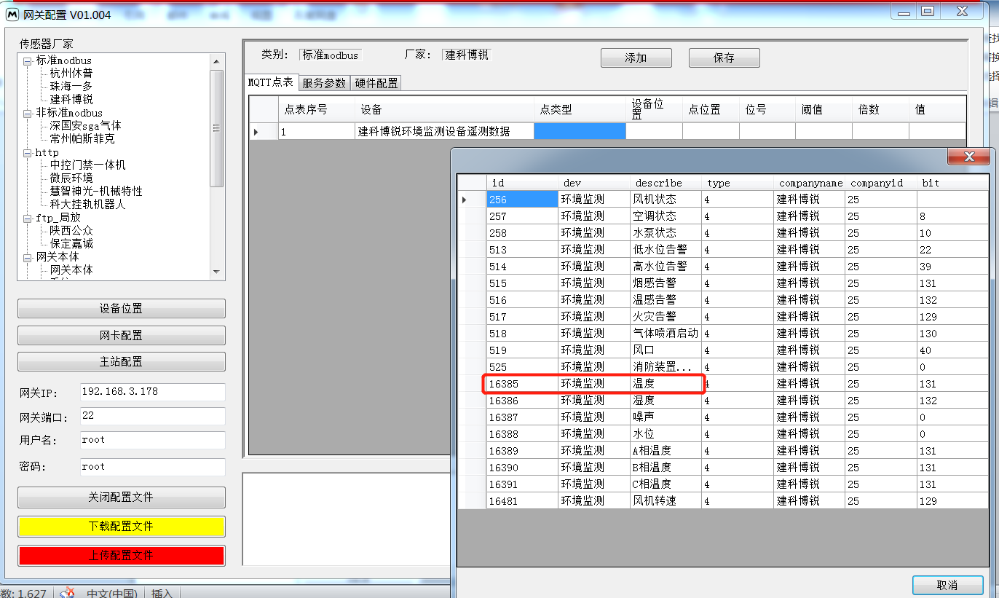 网关配置 V01.004
传感器厂家
标准modbus
杭州休普
珠海一多
建科博锐
非标准modbus
深国安sga气体
常州帕斯菲克
http
中控门禁一体机
微辰环境
慧智神光-机械特性
科大挂轨机器人
ftp_局放
陕西公众
保定嘉诚
网关本体
网关本体
设备位置
网卡配置
主站配置
网关IP: 192.168.3.178
网关端口: 22
用户名: root
密码: root
关闭配置文件
下载配置文件
上传配置文件
类别: 标准modbus 厂家: 建科博锐 添加 保存
MQTT点表 服务参数 硬件配置
点表序号 设备 点类型 设备位置 点位置 位号 阈值 倍数 值
1 建科博锐环境监测设备遥测数据
id dev describe type companyname companyid bit
256 环境监测 风机状态 4 建科博锐 25
257 环境监测 空调状态 4 建科博锐 25 8
258 环境监测 水泵状态 4 建科博锐 25 10
513 环境监测 低水位告警 4 建科博锐 25 22
514 环境监测 高水位告警 4 建科博锐 25 39
515 环境监测 烟感告警 4 建科博锐 25 131
516 环境监测 温感告警 4 建科博锐 25 132
517 环境监测 火灾告警 4 建科博锐 25 129
518 环境监测 气体喷洒启动 4 建科博锐 25 130
519 环境监测 风口 4 建科博锐 25 40
525 环境监测 消防装置... 4 建科博锐 25 0
16385 环境监测 温度 4 建科博锐 25 131
16386 环境监测 湿度 4 建科博锐 25 132
16387 环境监测 噪声 4 建科博锐 25 0
16388 环境监测 水位 4 建科博锐 25 0
16389 环境监测 A相温度 4 建科博锐 25 131
16390 环境监测 B相温度 4 建科博锐 25 131
16391 环境监测 C相温度 4 建科博锐 25 131
16481 环境监测 风机转速 4 建科博锐 25 129
取消
数: 1,627 中文(中国) 插入